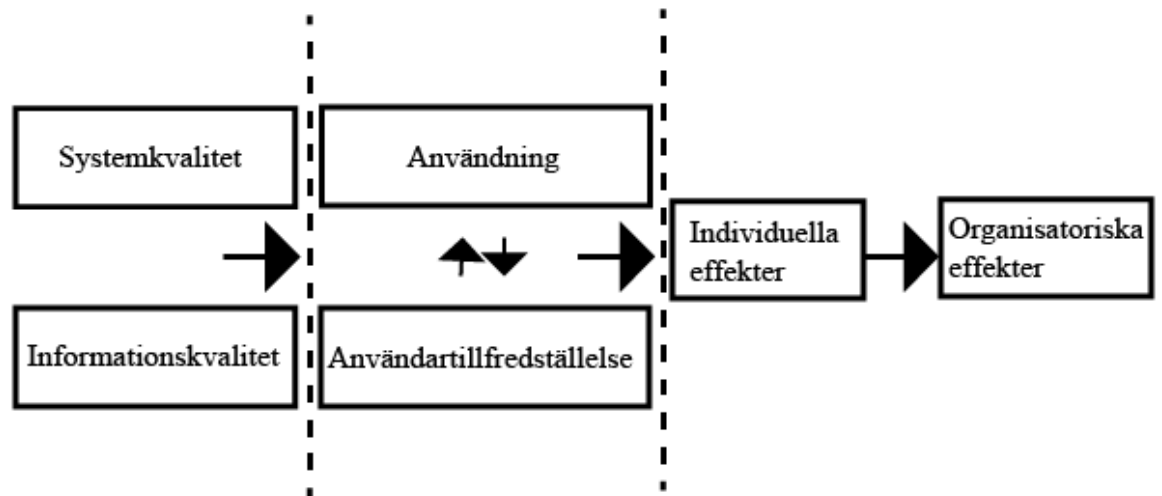 Systemkvalitet
Användning
Individuella
effekter
Organisatoriska
effekter
Informationskvalitet
Användartillfredställelse